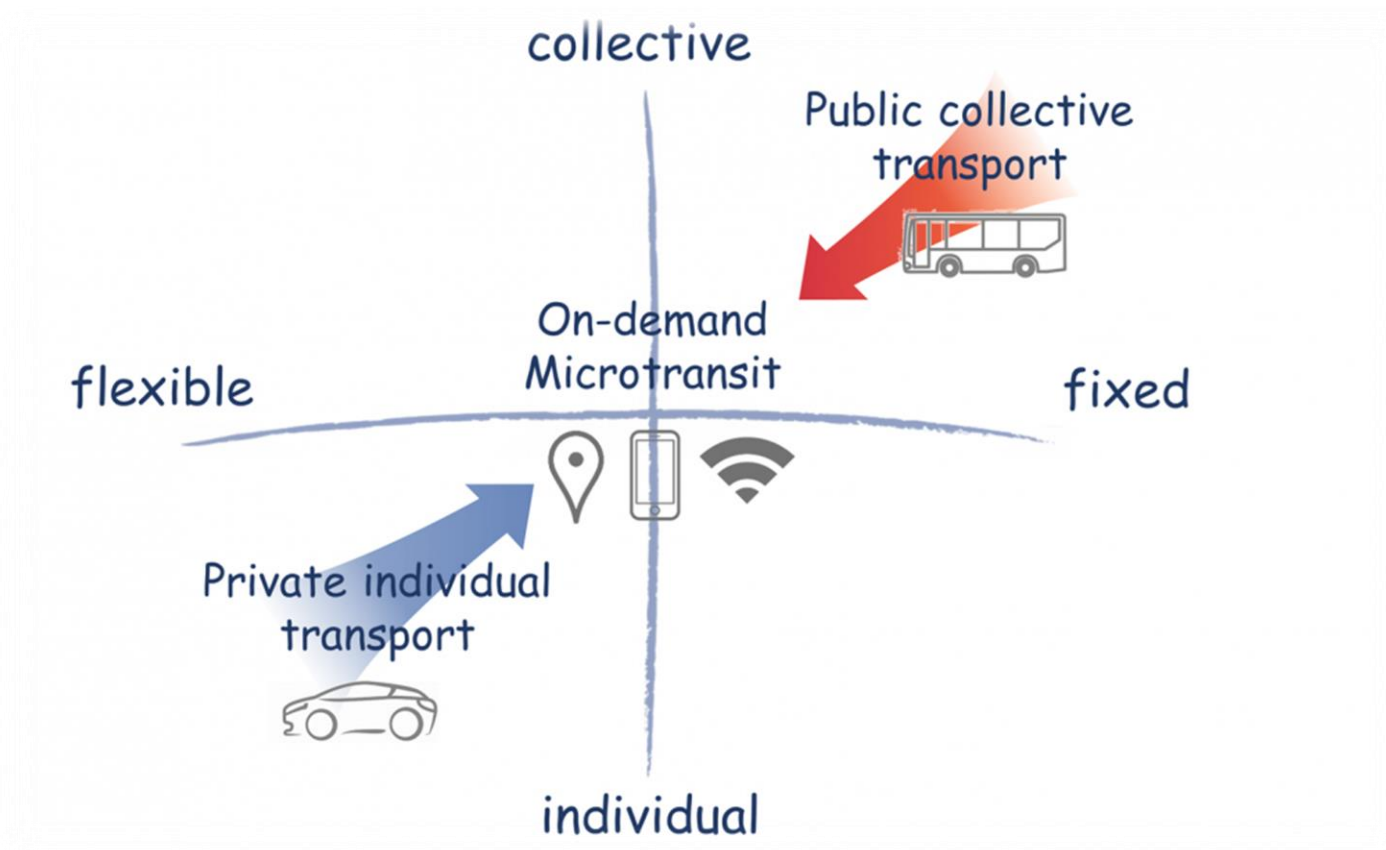 collective
Public collective
transport
On-demand
Microtransit
flexible
fixed
Private individual
transport
individual